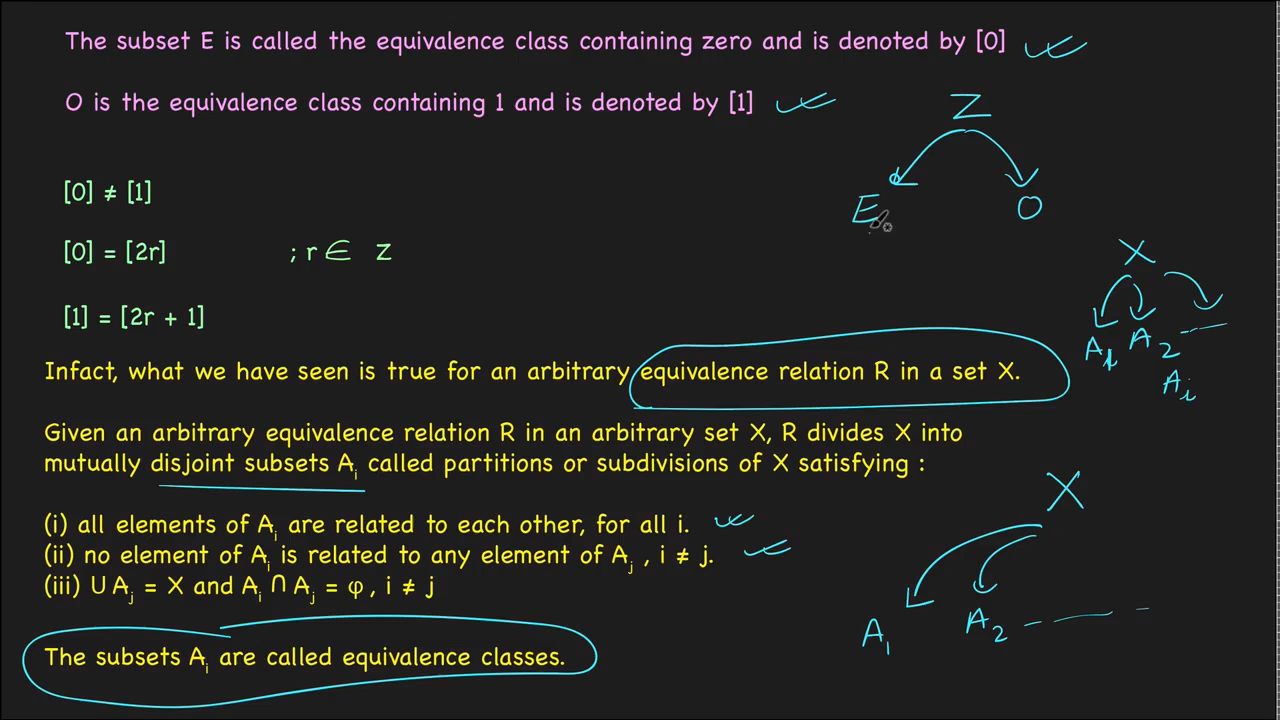 The subset E is called the equivalence class containing zero and is denoted by [0]
O is the equivalence class containing 1 and is denoted by [1]
Z
E O
[0] ≠ [1]
[0] = [2r] ; r ∈ Z
[1] = [2r + 1]
X
A₁ A₂
Aᵢ
Infact, what we have seen is true for an arbitrary equivalence relation R in a set X.
Given an arbitrary equivalence relation R in an arbitrary set X, R divides X into
mutually disjoint subsets Aᵢ called partitions or subdivisions of X satisfying :
X
(i) all elements of Aᵢ are related to each other, for all i.
(ii) no element of Aᵢ is related to any element of Aⱼ , i ≠ j.
(iii) ∪ Aⱼ = X and Aᵢ ∩ Aⱼ = φ , i ≠ j
A₁ A₂
The subsets Aᵢ are called equivalence classes.